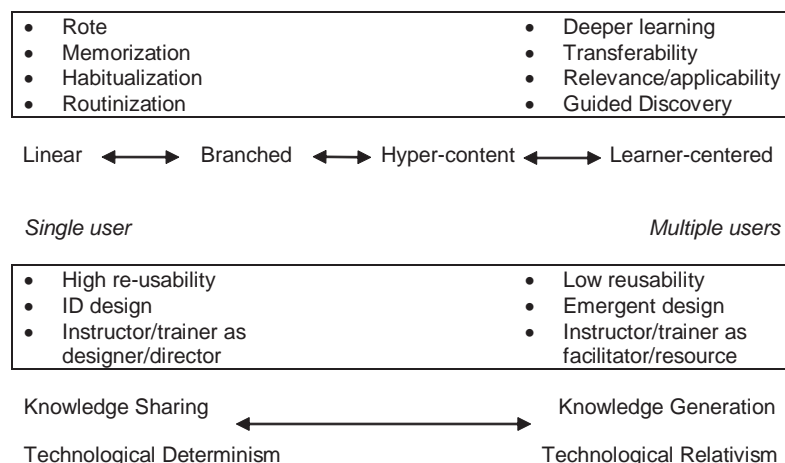 • Rote
• Memorization
• Habitualization
• Routinization
• Deeper learning
• Transferability
• Relevance/applicability
• Guided Discovery
Linear Branched Hyper-content Learner-centered
Single user Multiple users
• High re-usability
• ID design
• Instructor/trainer as
designer/director
• Low reusability
• Emergent design
• Instructor/trainer as
facilitator/resource
Knowledge Sharing Knowledge Generation
Technological Determinism Technological Relativism